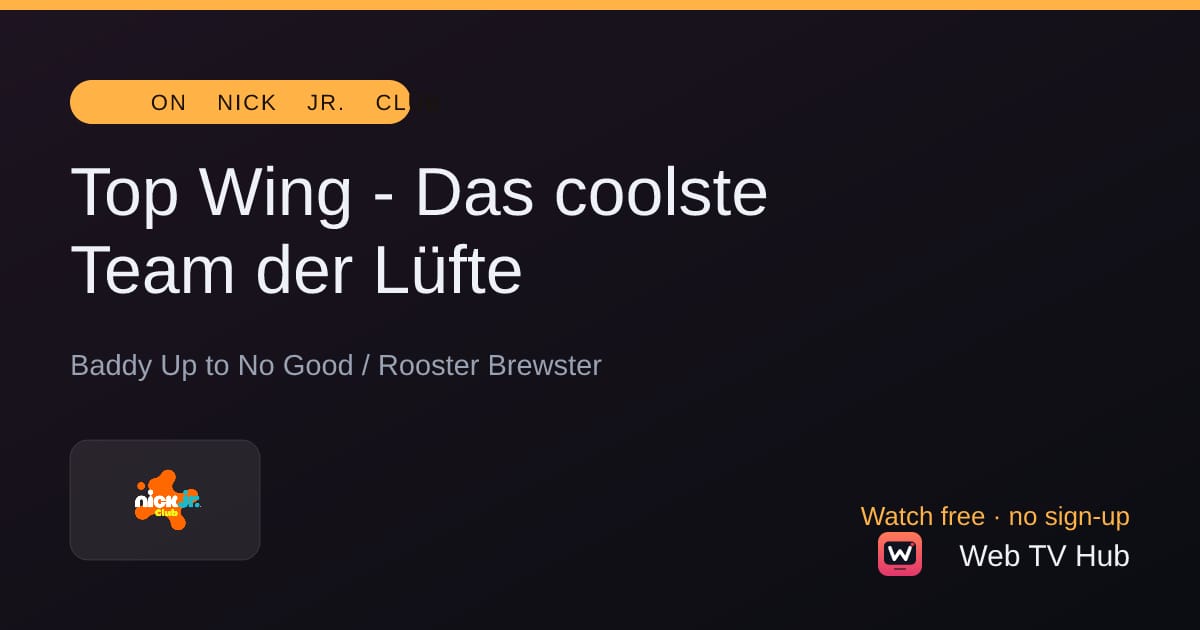 ON NICK JR. CLUB
Top Wing - Das coolste
Team der Lüfte
Baddy Up to No Good / Rooster Brewster
nick jr.
Club
Watch free · no sign-up
W
Web TV Hub